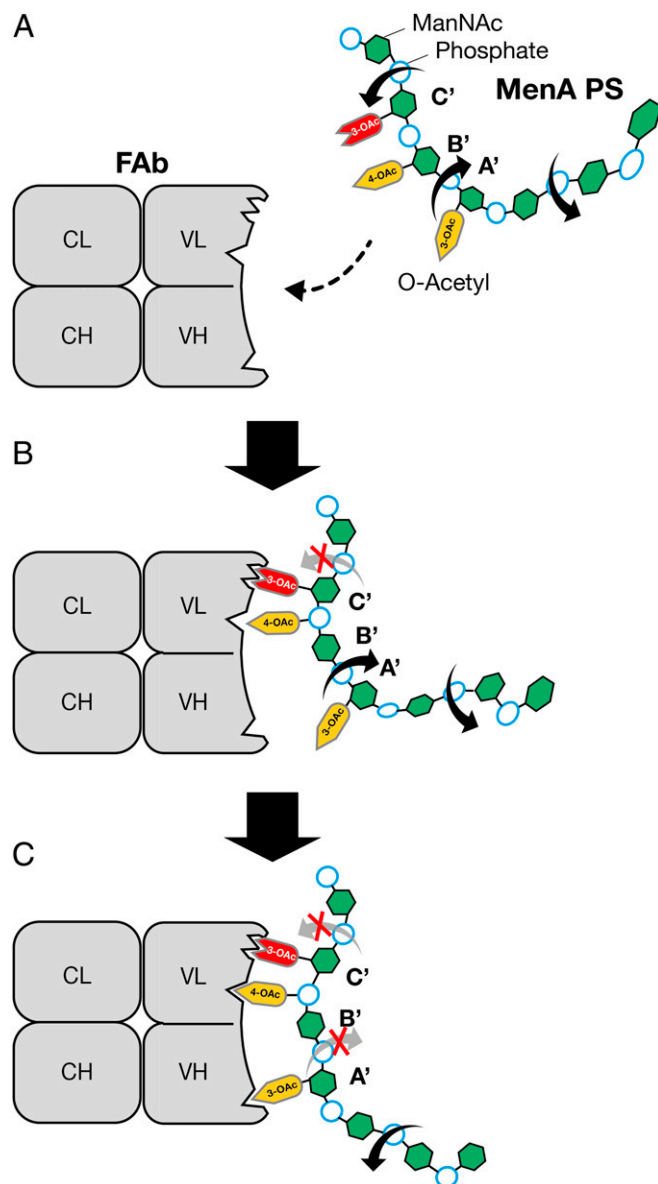 A
ManNAc
Phosphate
MenA PS
C'
3-OAc
B'
4-OAc
A'
3-OAc
O-Acetyl
FAb
CL
VL
CH
VH
B
CL
VL
CH
VH
3-OAc
C'
4-OAc
B'
A'
3-OAc
C
CL
VL
CH
VH
3-OAc
C'
4-OAc
B'
3-OAc
A'